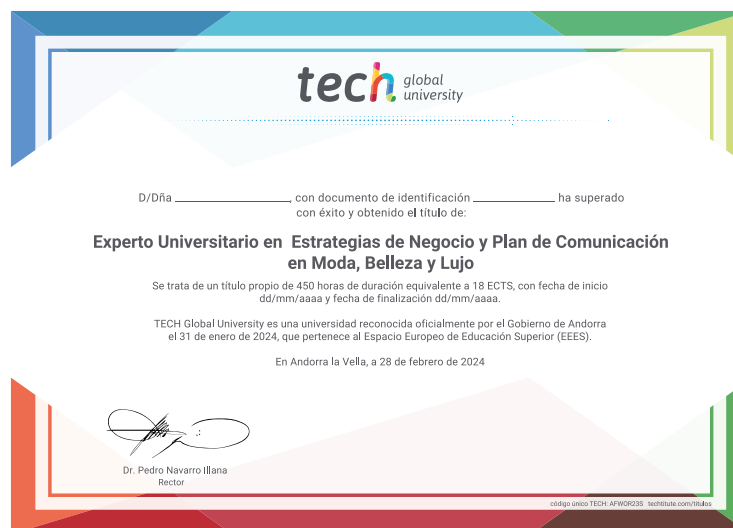 tech global university
D/Dña ____________, con documento de identificación ____________ ha superado
con éxito y obtenido el título de:
Experto Universitario en Estrategias de Negocio y Plan de Comunicación
en Moda, Belleza y Lujo
Se trata de un título propio de 450 horas de duración equivalente a 18 ECTS, con fecha de inicio
dd/mm/aaaa y fecha de finalización dd/mm/aaaa.
TECH Global University es una universidad reconocida oficialmente por el Gobierno de Andorra
el 31 de enero de 2024, que pertenece al Espacio Europeo de Educación Superior (EEES).
En Andorra la Vella, a 28 de febrero de 2024
Dr. Pedro Navarro Illana
Rector
código único TECH: AFWOR23S techtitute.com/titulos